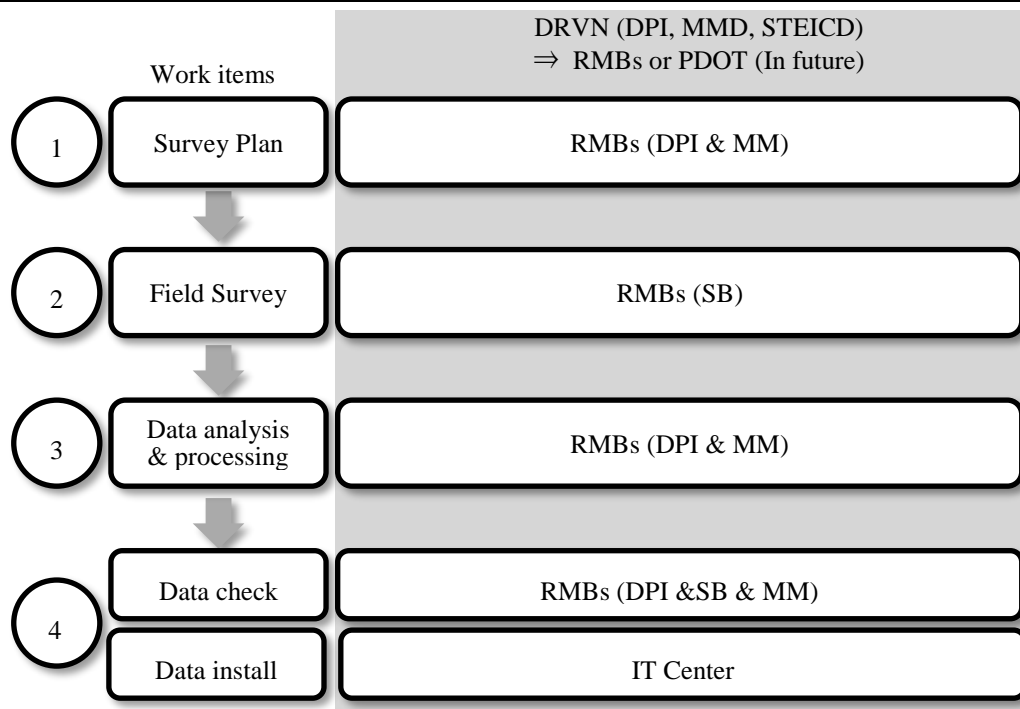 DRVN (DPI, MMD, STEICD)
⇒ RMBs or PDOT (In future)
Work items
1
Survey Plan
RMBs (DPI & MM)
2
Field Survey
RMBs (SB)
3
Data analysis
& processing
RMBs (DPI & MM)
4
Data check
RMBs (DPI &SB & MM)
Data install
IT Center